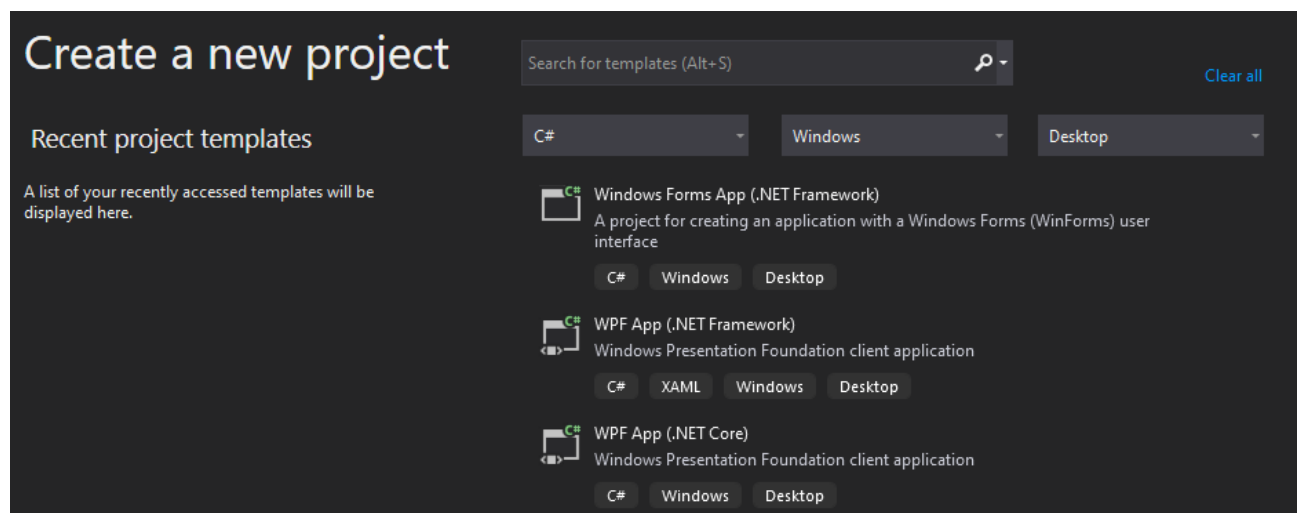 Create a new project
Search for templates (Alt+S)
Clear all
Recent project templates
C#
Windows
Desktop
A list of your recently accessed templates will be
displayed here.
C#
Windows Forms App (.NET Framework)
A project for creating an application with a Windows Forms (WinForms) user
interface
C# Windows Desktop
C#
WPF App (.NET Framework)
Windows Presentation Foundation client application
C# XAML Windows Desktop
C#
WPF App (.NET Core)
Windows Presentation Foundation client application
C# Windows Desktop